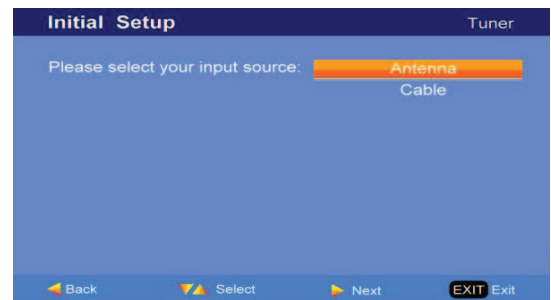 Initial Setup Tuner
Please select your input source: Antenna
Cable
Back Select Next EXIT Exit